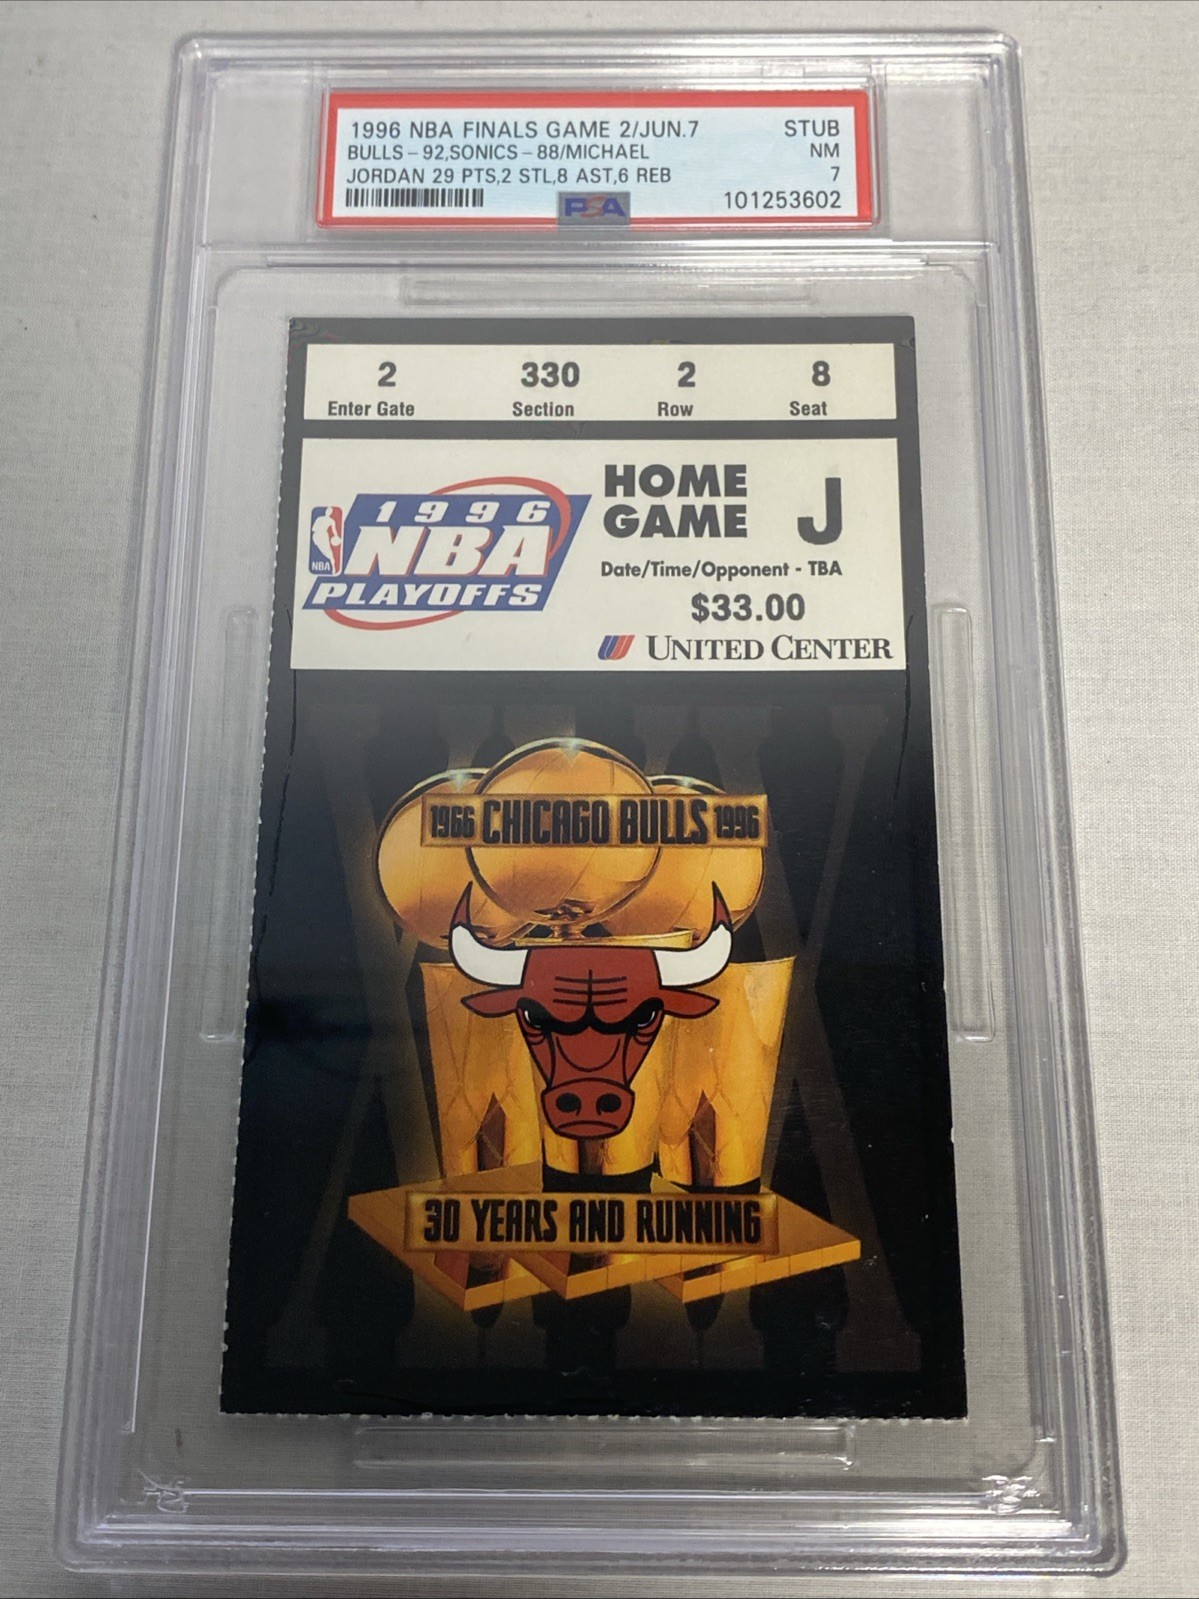 1996 NBA FINALS GAME 2/JUN.7 STUB
BULLS-92,SONICS-88/MICHAEL NM
JORDAN 29 PTS,2 STL,8 AST,6 REB 7
PSA 101253602
2 330 2 8
Enter Gate Section Row Seat
HOME
GAME J
1996
NBA
NBA
PLAYOFFS
Date/Time/Opponent - TBA
$33.00
UNITED CENTER
1966 CHICAGO BULLS 1996
30 YEARS AND RUNNING